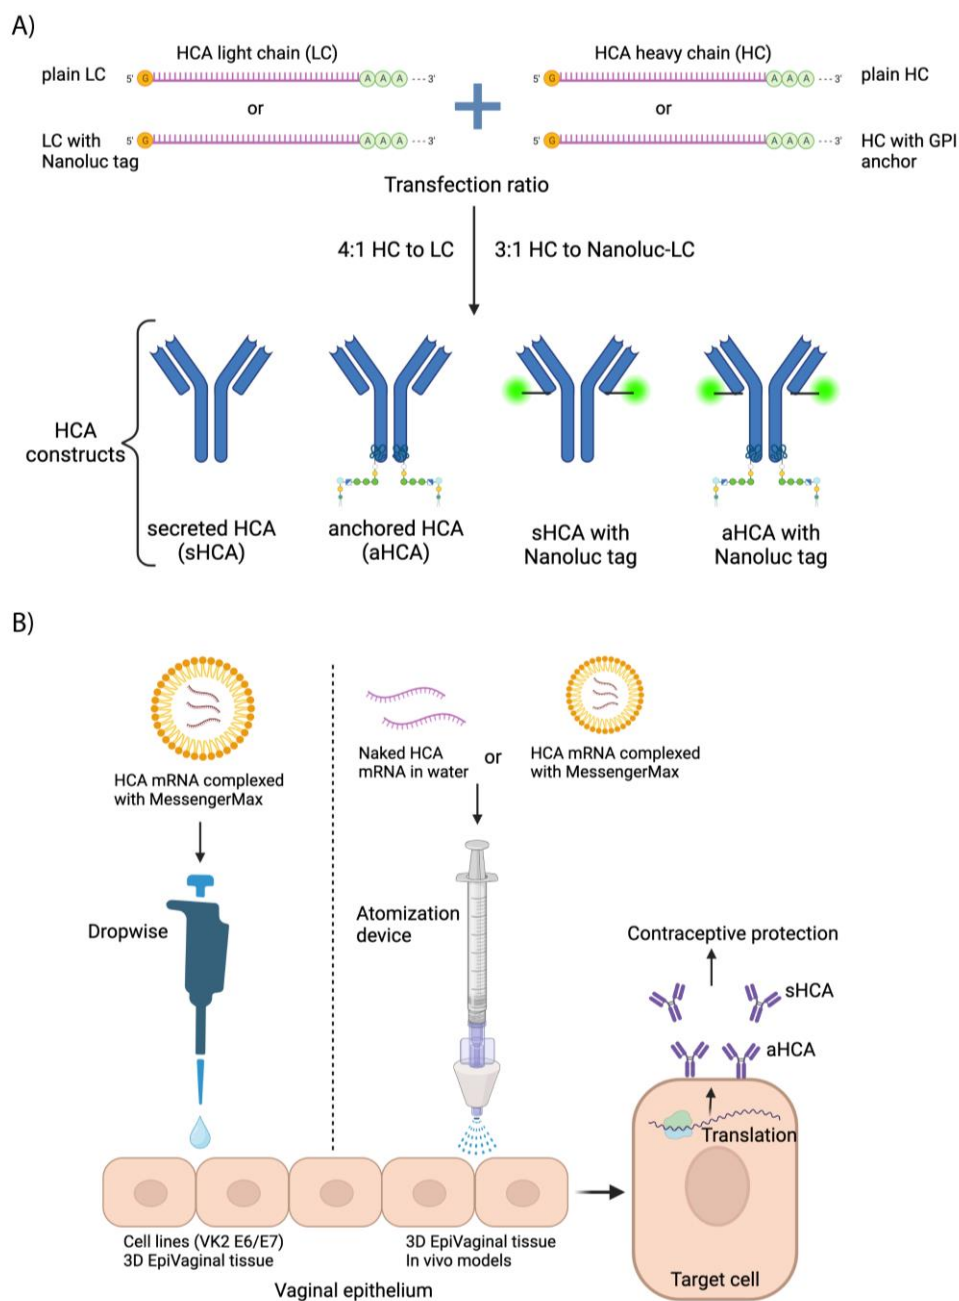 A)
HCA light chain (LC)
HCA heavy chain (HC)
plain LC
5' G A A A ---3'
5' G A A A ---3'
plain HC
or
or
LC with
Nanoluc tag
5' G A A A ---3'
5' G A A A ---3'
HC with GPI
anchor
Transfection ratio
4:1 HC to LC
3:1 HC to Nanoluc-LC
HCA
constructs
secreted HCA
(sHCA)
anchored HCA
(aHCA)
sHCA with
Nanoluc tag
aHCA with
Nanoluc tag
B)
HCA mRNA complexed
with MessengerMax
Naked HCA
mRNA in water
or
HCA mRNA complexed
with MessengerMax
Dropwise
Atomization
device
Contraceptive protection
sHCA
aHCA
Translation
Target cell
Cell lines (VK2 E6/E7)
3D EpiVaginal tissue
3D EpiVaginal tissue
In vivo models
Vaginal epithelium